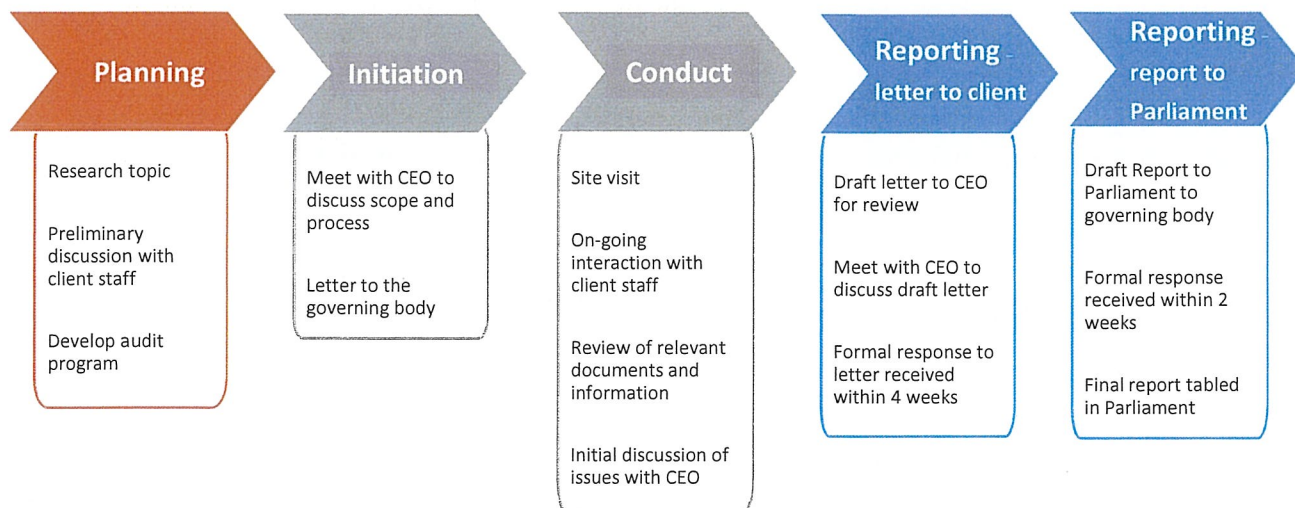 Planning
Research topic
Preliminary
discussion with
client staff
Develop audit
program
Initiation
Meet with CEO to
discuss scope and
process
Letter to the
governing body
Conduct
Site visit
On-going
interaction with
client staff
Review of relevant
documents and
information
Initial discussion of
issues with CEO
Reporting -
letter to client
Draft letter to CEO
for review
Meet with CEO to
discuss draft letter
Formal response to
letter received
within 4 weeks
Reporting -
report to
Parliament
Draft Report to
Parliament to
governing body
Formal response
received within 2
weeks
Final report tabled
in Parliament